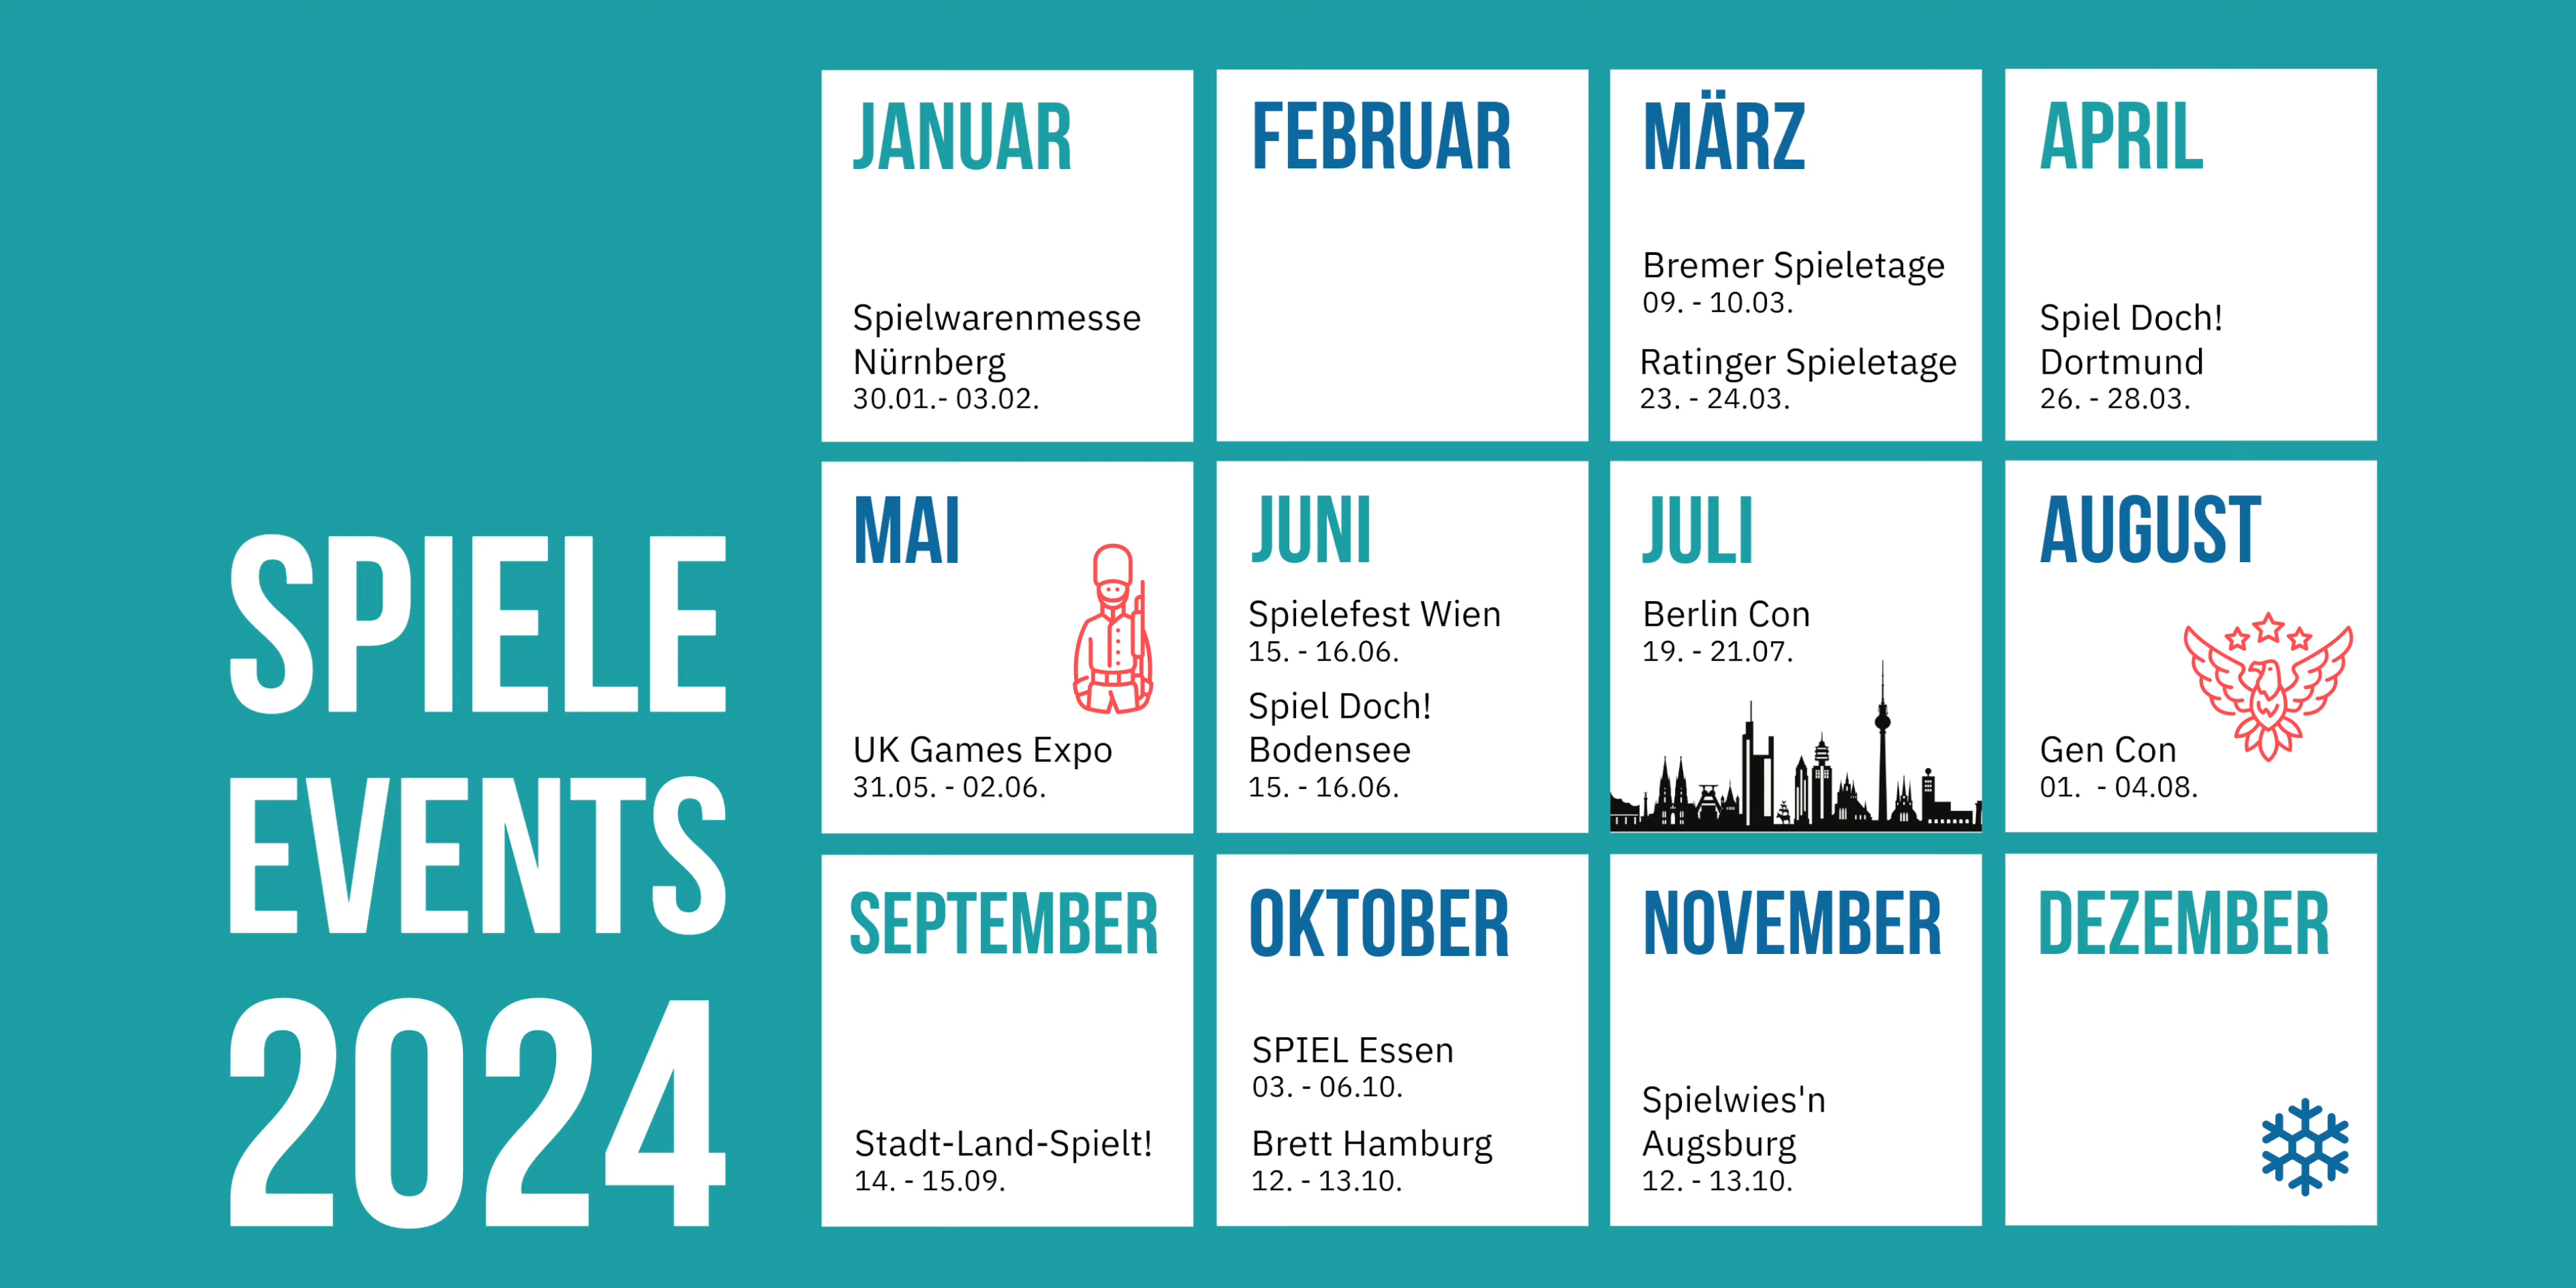 SPIELE
EVENTS
2024
JANUAR
Spielwarenmesse
Nürnberg
30.01.- 03.02.
FEBRUAR
MÄRZ
Bremer Spieletage
09. - 10.03.
Ratinger Spieletage
23. - 24.03.
APRIL
Spiel Doch!
Dortmund
26. - 28.03.
MAI
UK Games Expo
31.05. - 02.06.
JUNI
Spielefest Wien
15. - 16.06.
Spiel Doch!
Bodensee
15. - 16.06.
JULI
Berlin Con
19. - 21.07.
AUGUST
Gen Con
01. - 04.08.
SEPTEMBER
Stadt-Land-Spielt!
14. - 15.09.
OKTOBER
SPIEL Essen
03. - 06.10.
Brett Hamburg
12. - 13.10.
NOVEMBER
Spielwies'n
Augsburg
12. - 13.10.
DEZEMBER